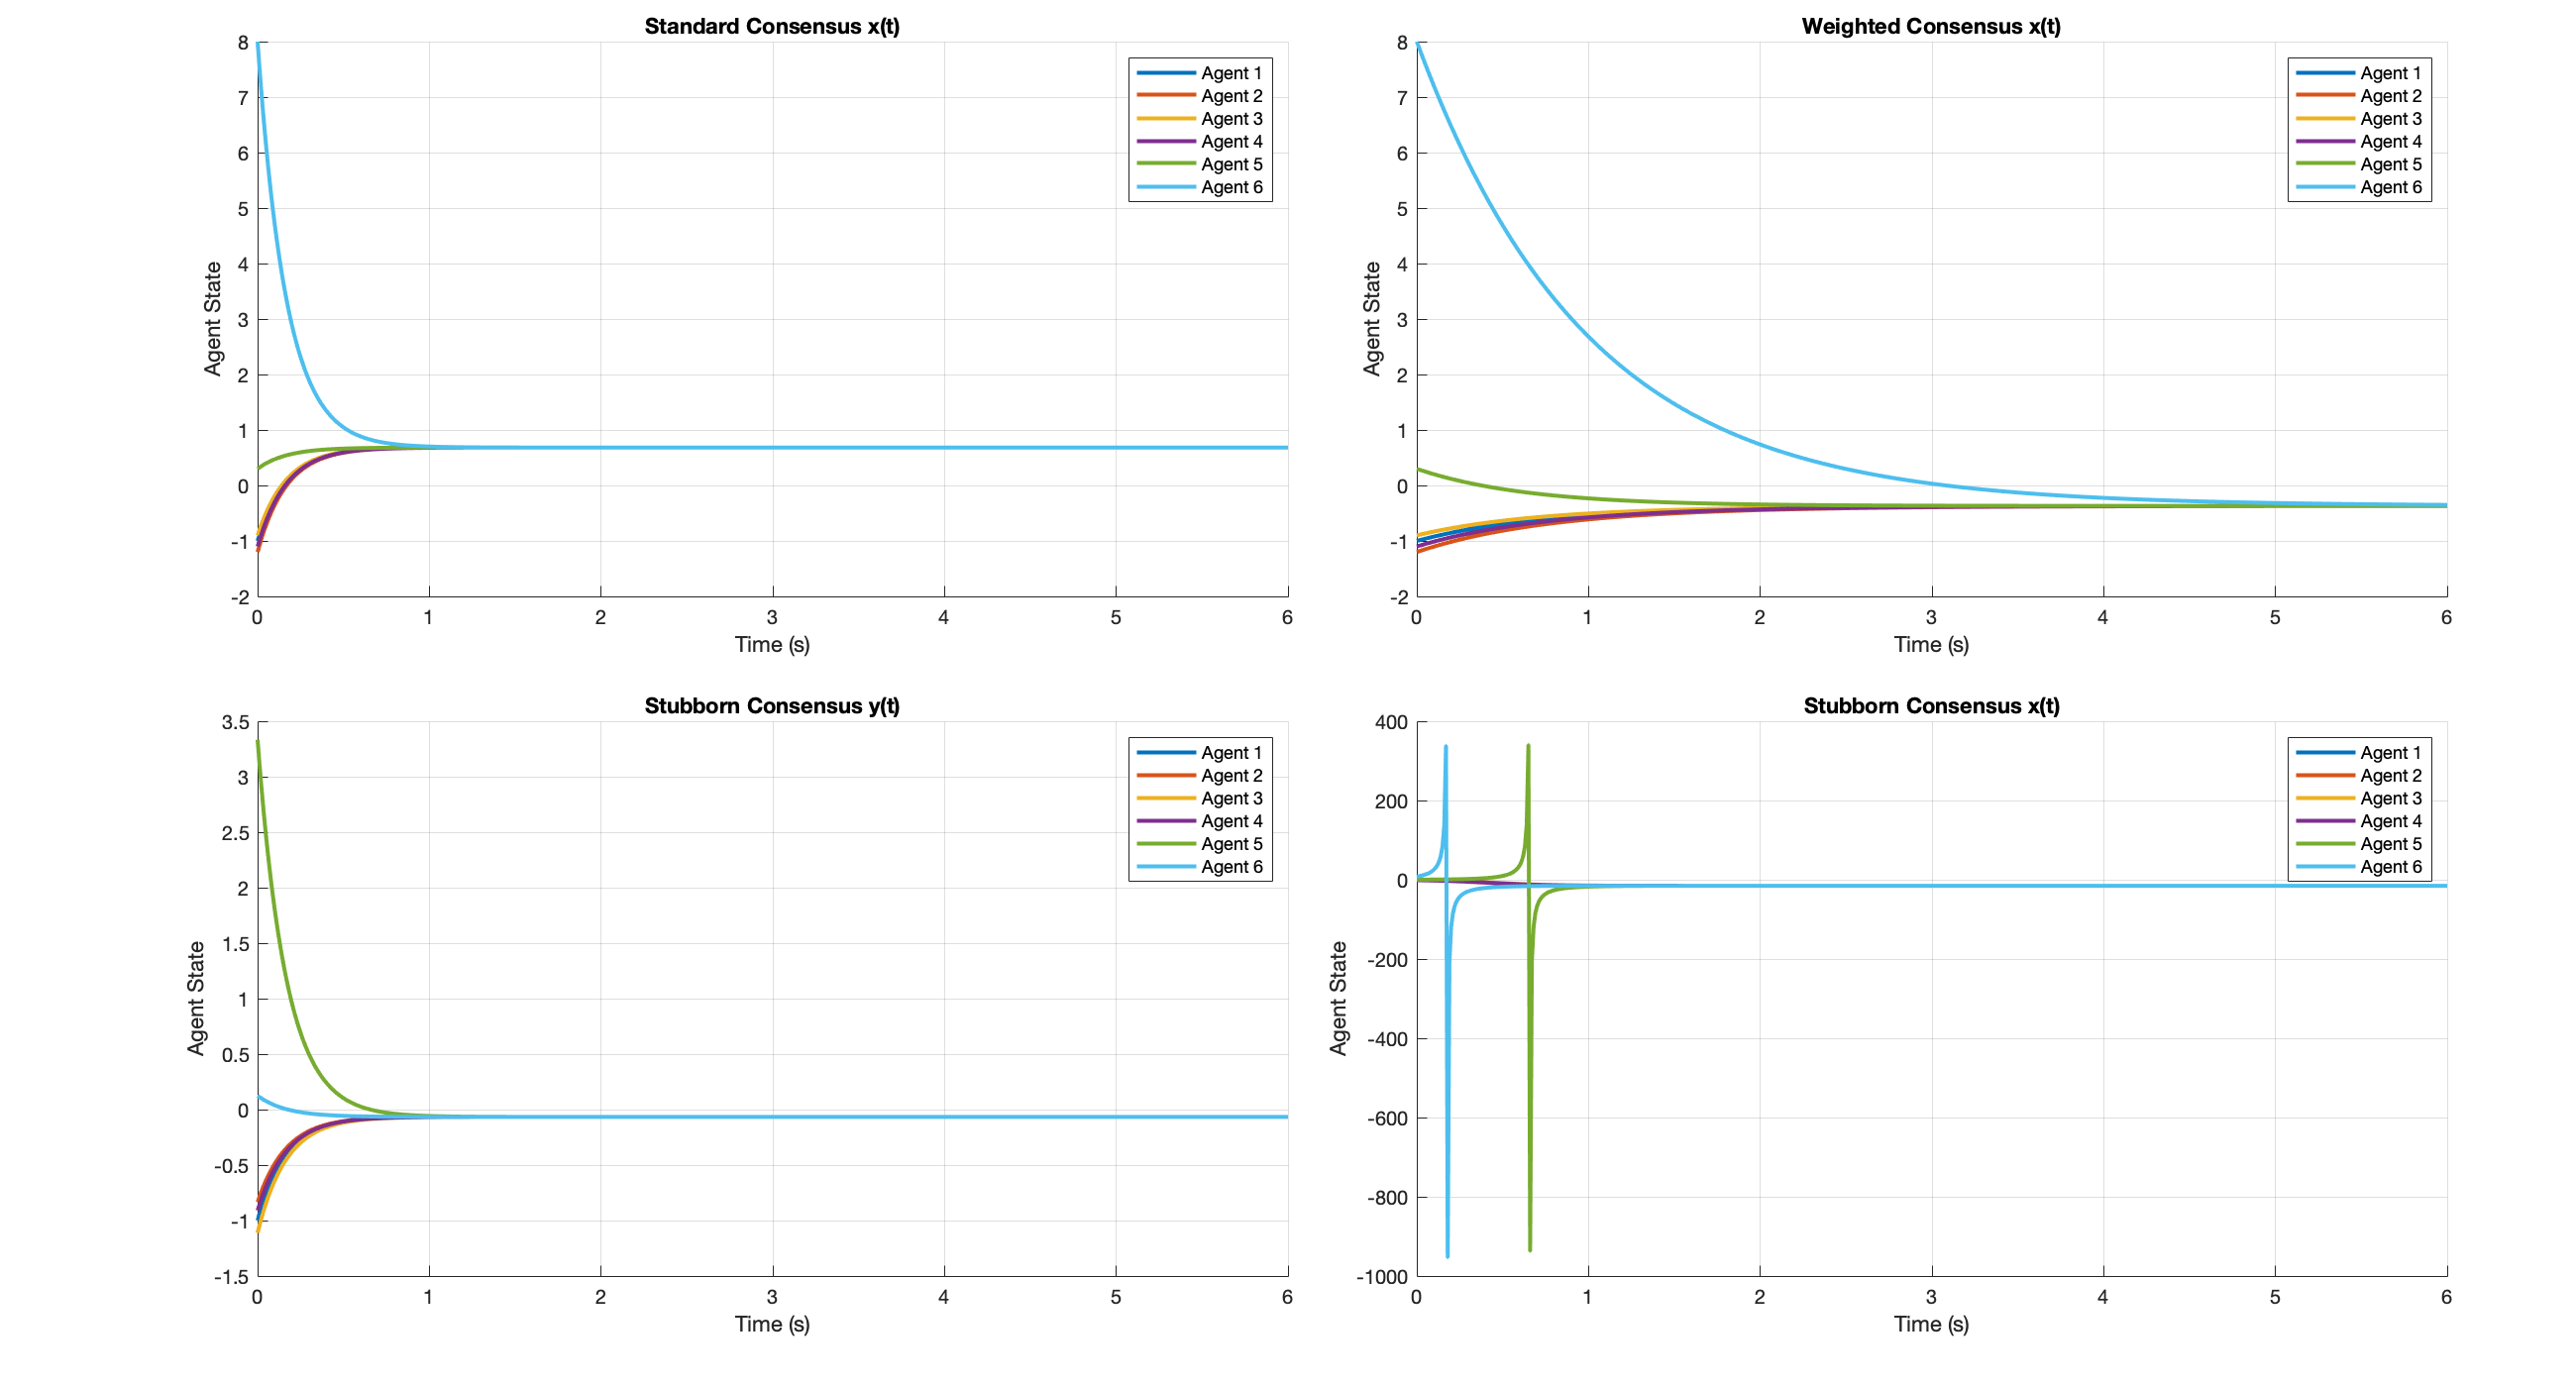 Standard Consensus x(t)
8
7
6
5
4
3
2
1
0
-1
-2
Agent State
0 1 2 3 4 5 6
Time (s)
Agent 1
Agent 2
Agent 3
Agent 4
Agent 5
Agent 6
Weighted Consensus x(t)
8
7
6
5
4
3
2
1
0
-1
-2
Agent State
0 1 2 3 4 5 6
Time (s)
Agent 1
Agent 2
Agent 3
Agent 4
Agent 5
Agent 6
Stubborn Consensus y(t)
3.5
3
2.5
2
1.5
1
0.5
0
-0.5
-1
-1.5
Agent State
0 1 2 3 4 5 6
Time (s)
Agent 1
Agent 2
Agent 3
Agent 4
Agent 5
Agent 6
Stubborn Consensus x(t)
400
200
0
-200
-400
-600
-800
-1000
Agent State
0 1 2 3 4 5 6
Time (s)
Agent 1
Agent 2
Agent 3
Agent 4
Agent 5
Agent 6